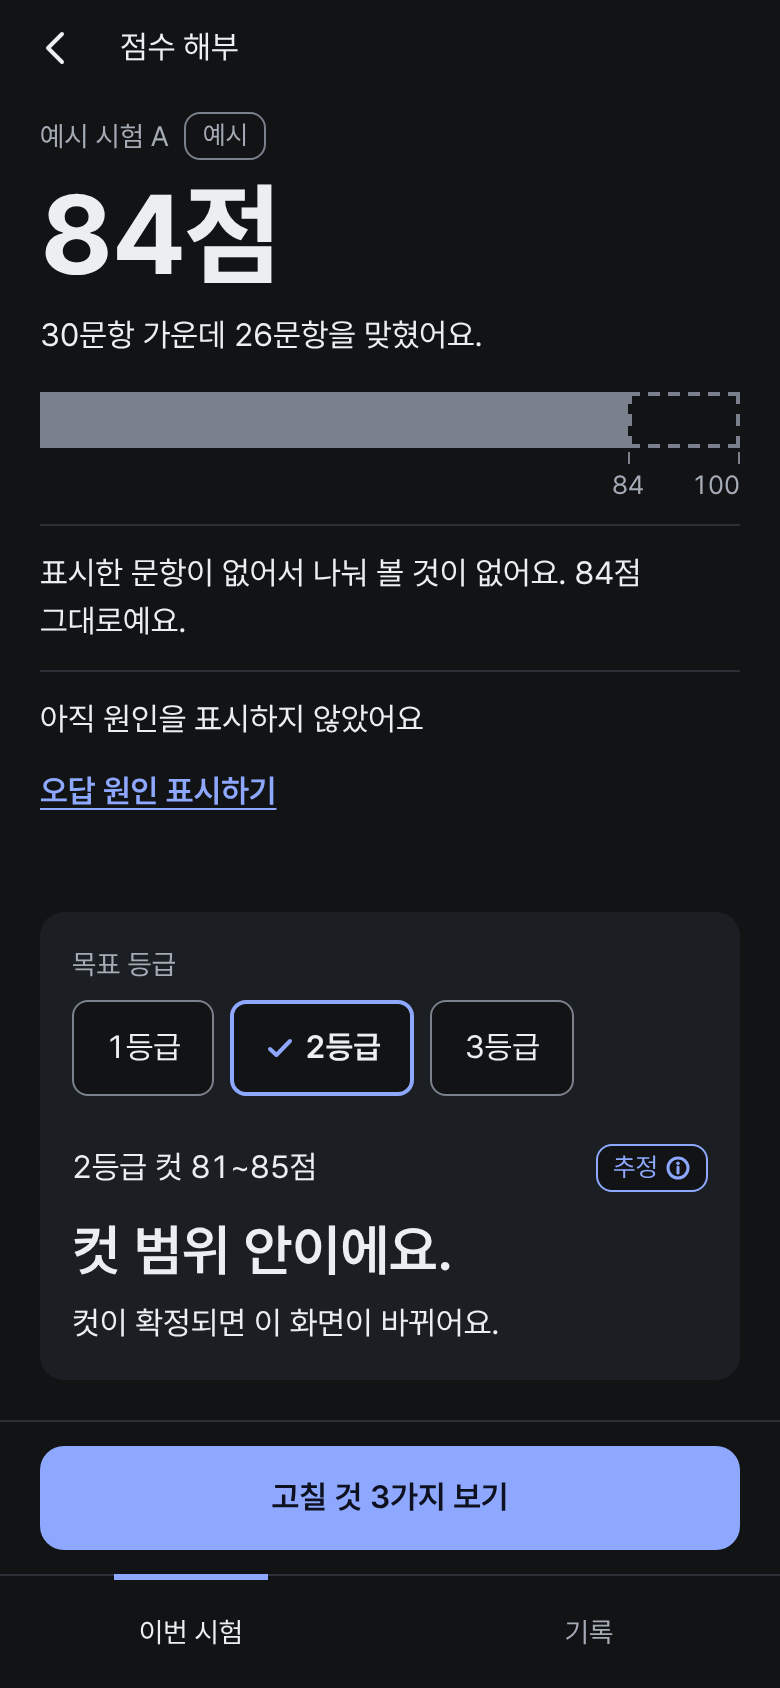 점수 해부
예시 시험 A 예시
84점
30문항 가운데 26문항을 맞혔어요.
84 100
표시한 문항이 없어서 나눠 볼 것이 없어요. 84점
그대로예요.
아직 원인을 표시하지 않았어요
오답 원인 표시하기
목표 등급
1등급 2등급 3등급
2등급 컷 81~85점 추정
컷 범위 안이에요.
컷이 확정되면 이 화면이 바뀌어요.
고칠 것 3가지 보기
이번 시험 기록